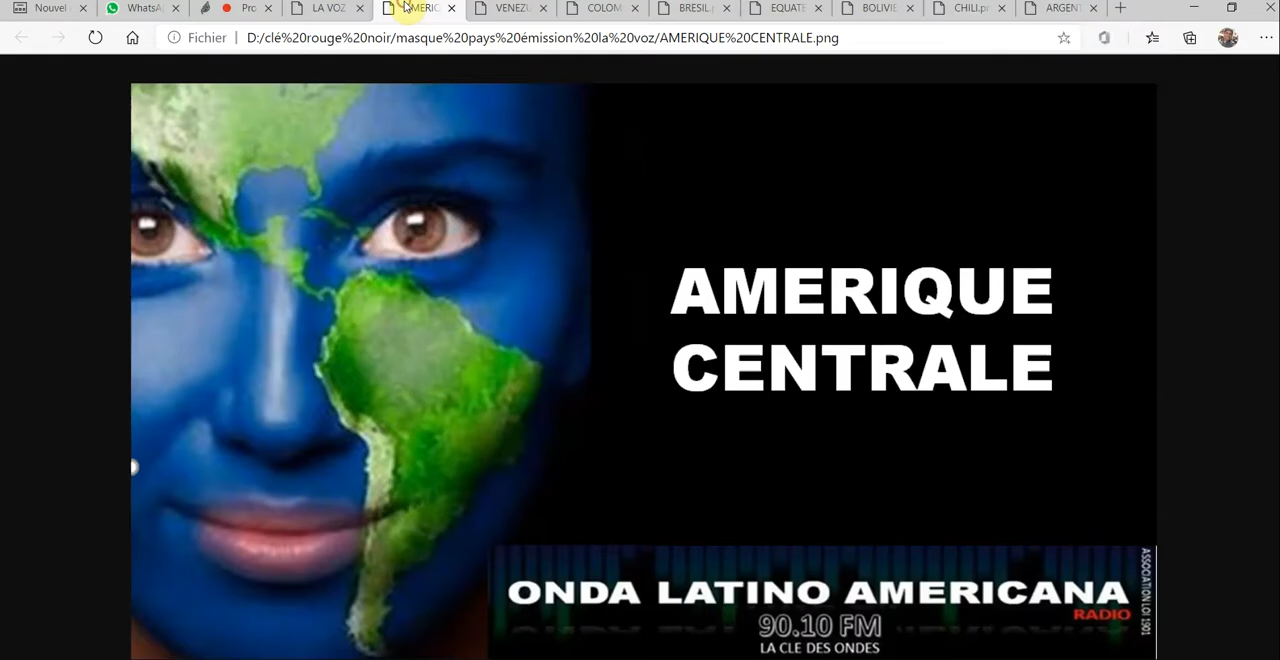 Nouvel
WhatsA
Pro
LA VOZ
AMERIC
VENEZU
COLOM
BRESIL.p
EQUATE
BOLIVIE
CHILI.pr
ARGENT
Fichier
D:/clé%20rouge%20noir/masque%20pays%20émission%20la%20voz/AMERIQUE%20CENTRALE.png
AMERIQUE
CENTRALE
ONDA LATINO AMERICANA
RADIO
90.10 FM
LA CLE DES ONDES
ASSOCIATION LOI 1901